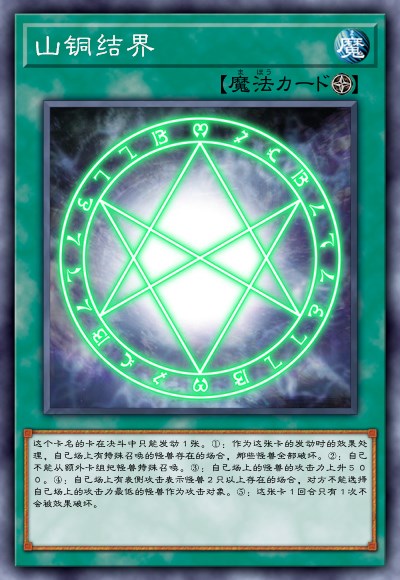 山铜结界
魔
【魔法カード】
まほう
这个卡名的卡在决斗中只能发动1张。①：作为这张卡的发动时的效果处
理，自己场上有特殊召唤的怪兽存在的场合，那些怪兽全部破坏。②：自己
不能从额外卡组把怪兽特殊召唤。③：自己场上的怪兽的攻击力上升50
0。④：自己场上有表侧攻击表示怪兽2只以上存在的场合，对方不能选择
自己场上的攻击力最低的怪兽作为攻击对象。⑤：这张卡1回合只有1次不
会被效果破坏。